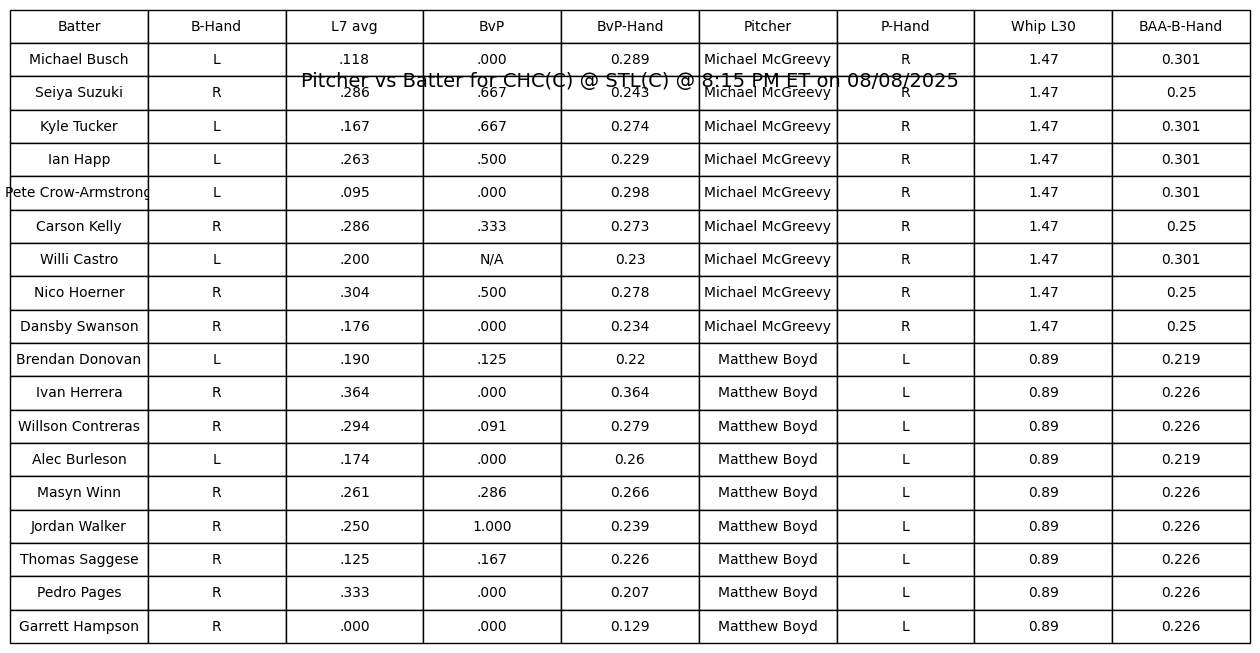 Batter B-Hand L7 avg BvP BvP-Hand Pitcher P-Hand Whip L30 BAA-B-Hand
Michael Busch L .118 .000 0.289 Michael McGreevy R 1.47 0.301
Pitcher vs Batter for CHC(C) @ STL(C) @ 8:15 PM ET on 08/08/2025
Seiya Suzuki R .286 .667 0.243 Michael McGreevy R 1.47 0.25
Kyle Tucker L .167 .667 0.274 Michael McGreevy R 1.47 0.301
Ian Happ L .263 .500 0.229 Michael McGreevy R 1.47 0.301
Pete Crow-Armstrong L .095 .000 0.298 Michael McGreevy R 1.47 0.301
Carson Kelly R .286 .333 0.273 Michael McGreevy R 1.47 0.25
Willi Castro L .200 N/A 0.23 Michael McGreevy R 1.47 0.301
Nico Hoerner R .304 .500 0.278 Michael McGreevy R 1.47 0.25
Dansby Swanson R .176 .000 0.234 Michael McGreevy R 1.47 0.25
Brendan Donovan L .190 .125 0.22 Matthew Boyd L 0.89 0.219
Ivan Herrera R .364 .000 0.364 Matthew Boyd L 0.89 0.226
Willson Contreras R .294 .091 0.279 Matthew Boyd L 0.89 0.226
Alec Burleson L .174 .000 0.26 Matthew Boyd L 0.89 0.219
Masyn Winn R .261 .286 0.266 Matthew Boyd L 0.89 0.226
Jordan Walker R .250 1.000 0.239 Matthew Boyd L 0.89 0.226
Thomas Saggese R .125 .167 0.226 Matthew Boyd L 0.89 0.226
Pedro Pages R .333 .000 0.207 Matthew Boyd L 0.89 0.226
Garrett Hampson R .000 .000 0.129 Matthew Boyd L 0.89 0.226